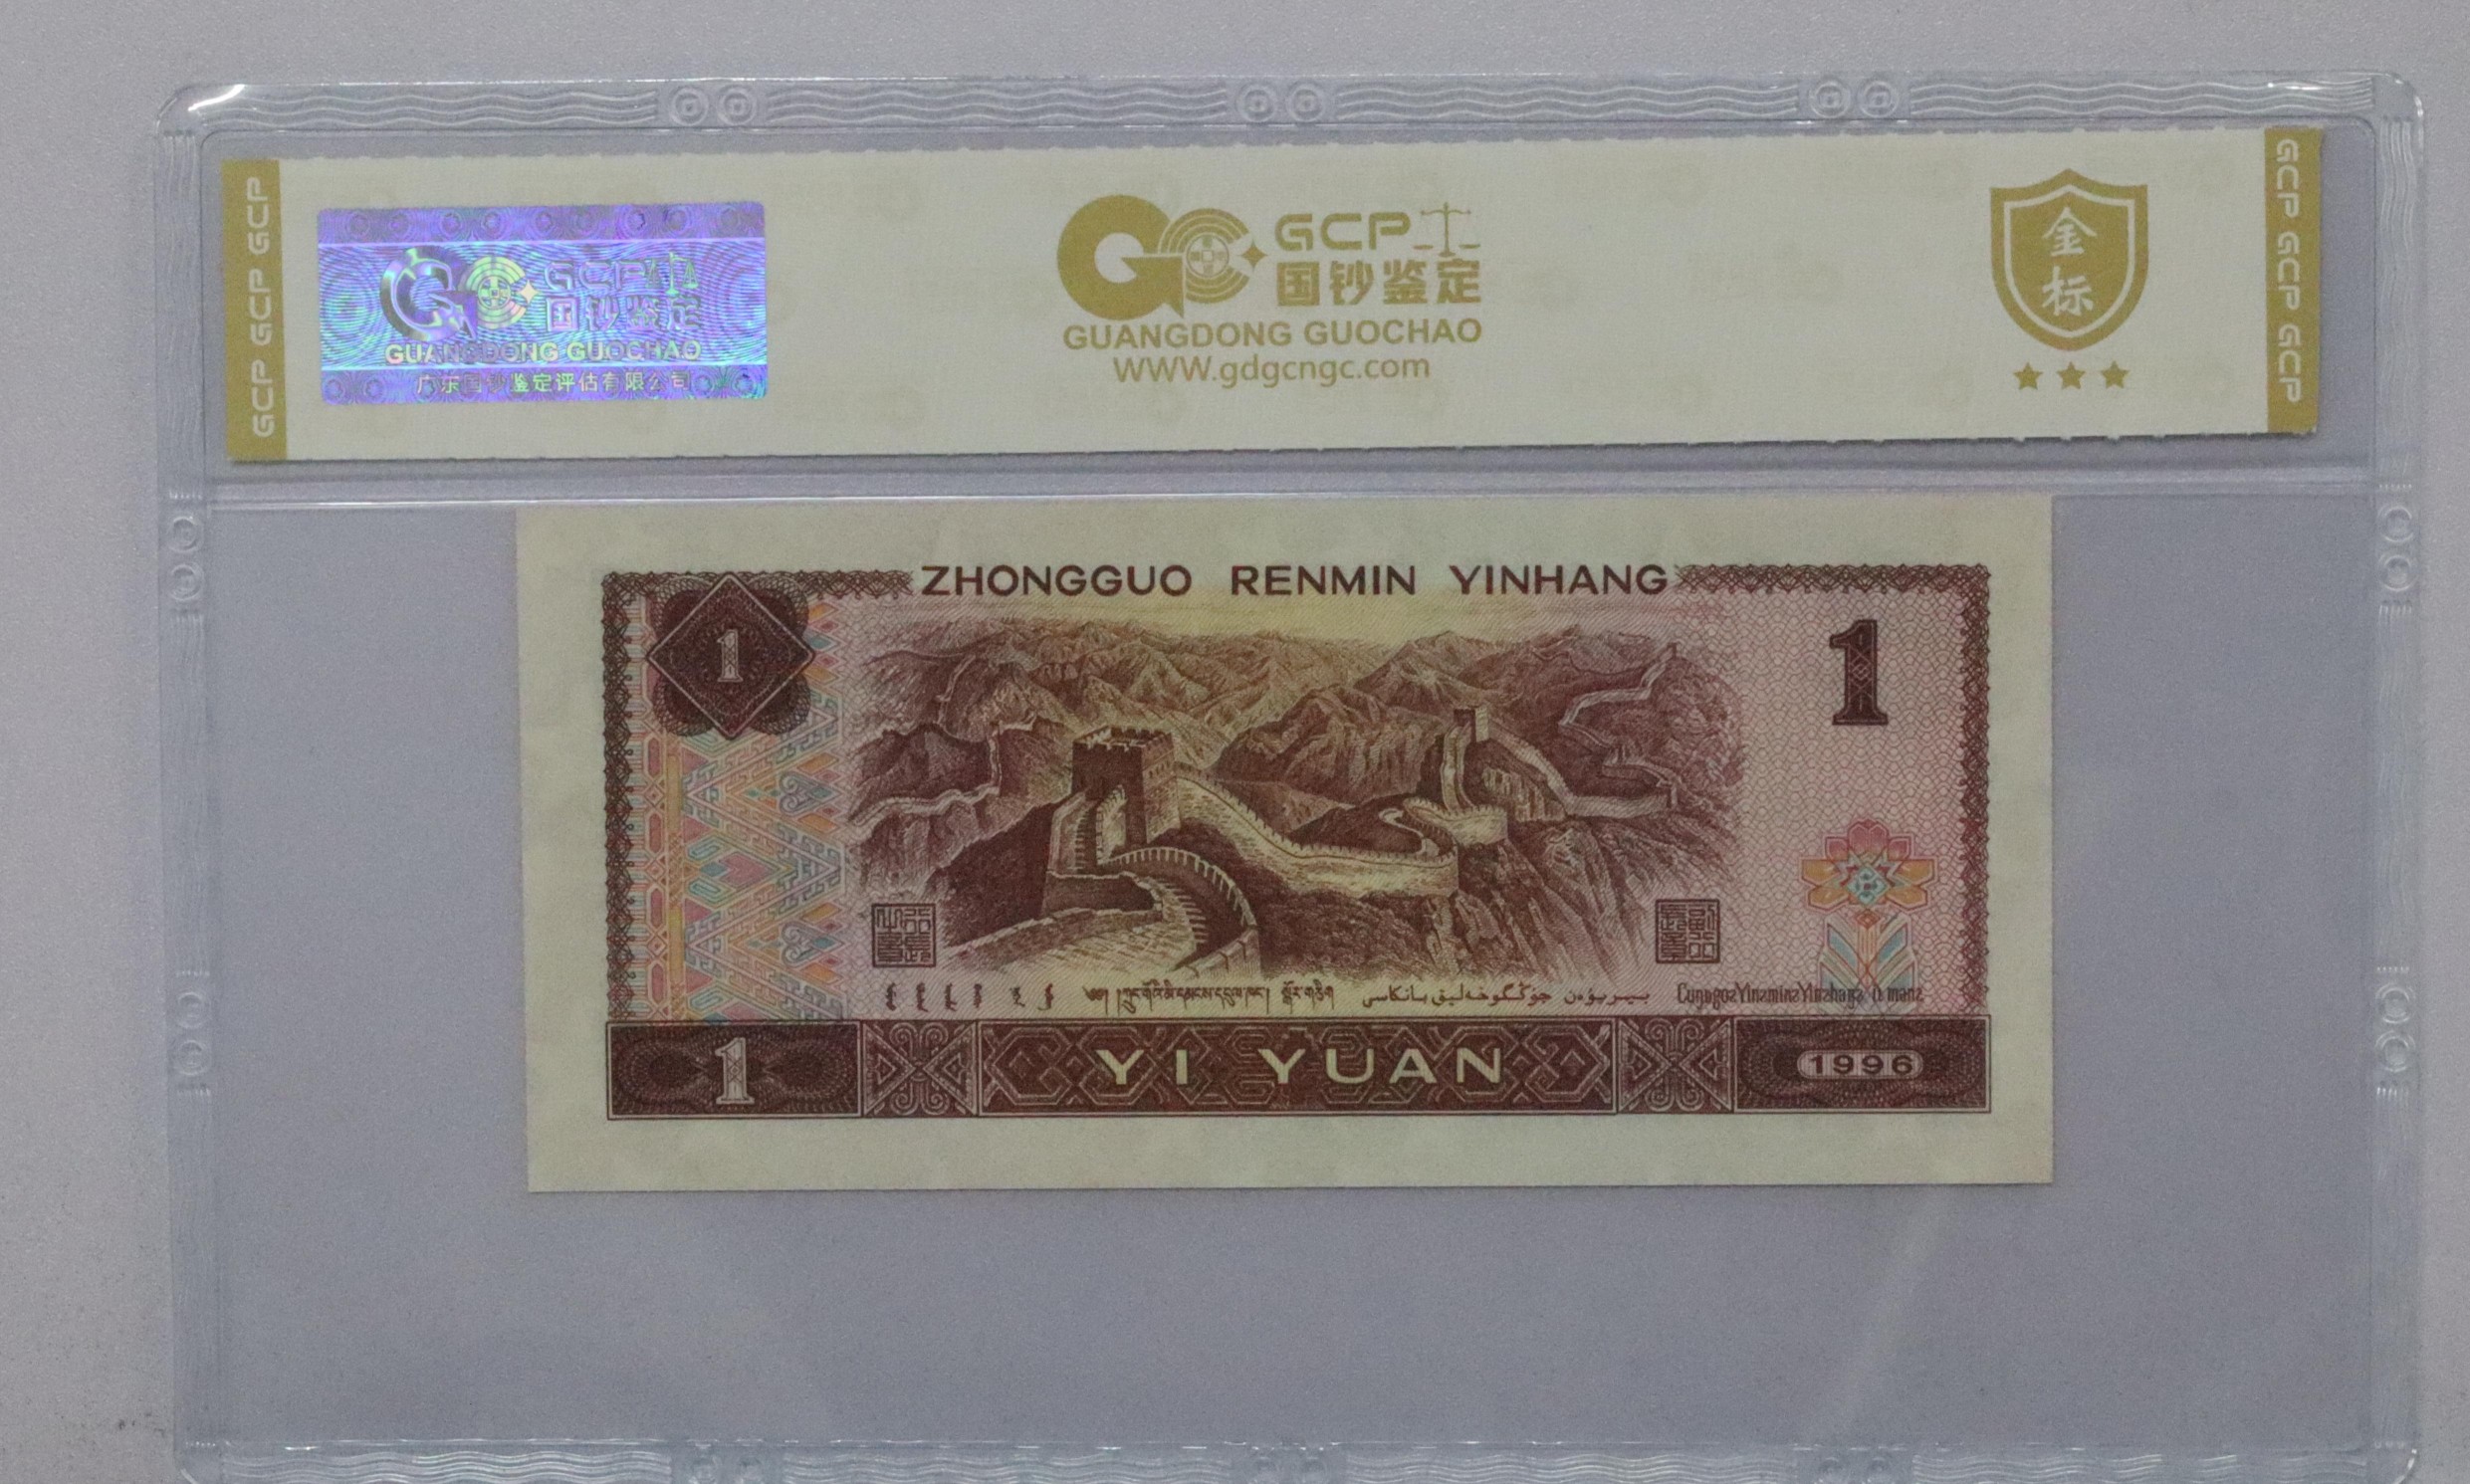 GCP GCP GCP
GCP
国钞鉴定
GUANGDONG GUOCHAO
广东国钞鉴定评估有限公司
GCP
国钞鉴定
GUANGDONG GUOCHAO
WWW.gdgcngc.com
金
标
GCP GCP GCP
ZHONGGUO RENMIN YINHANG
1
1
1
YI YUAN
1996